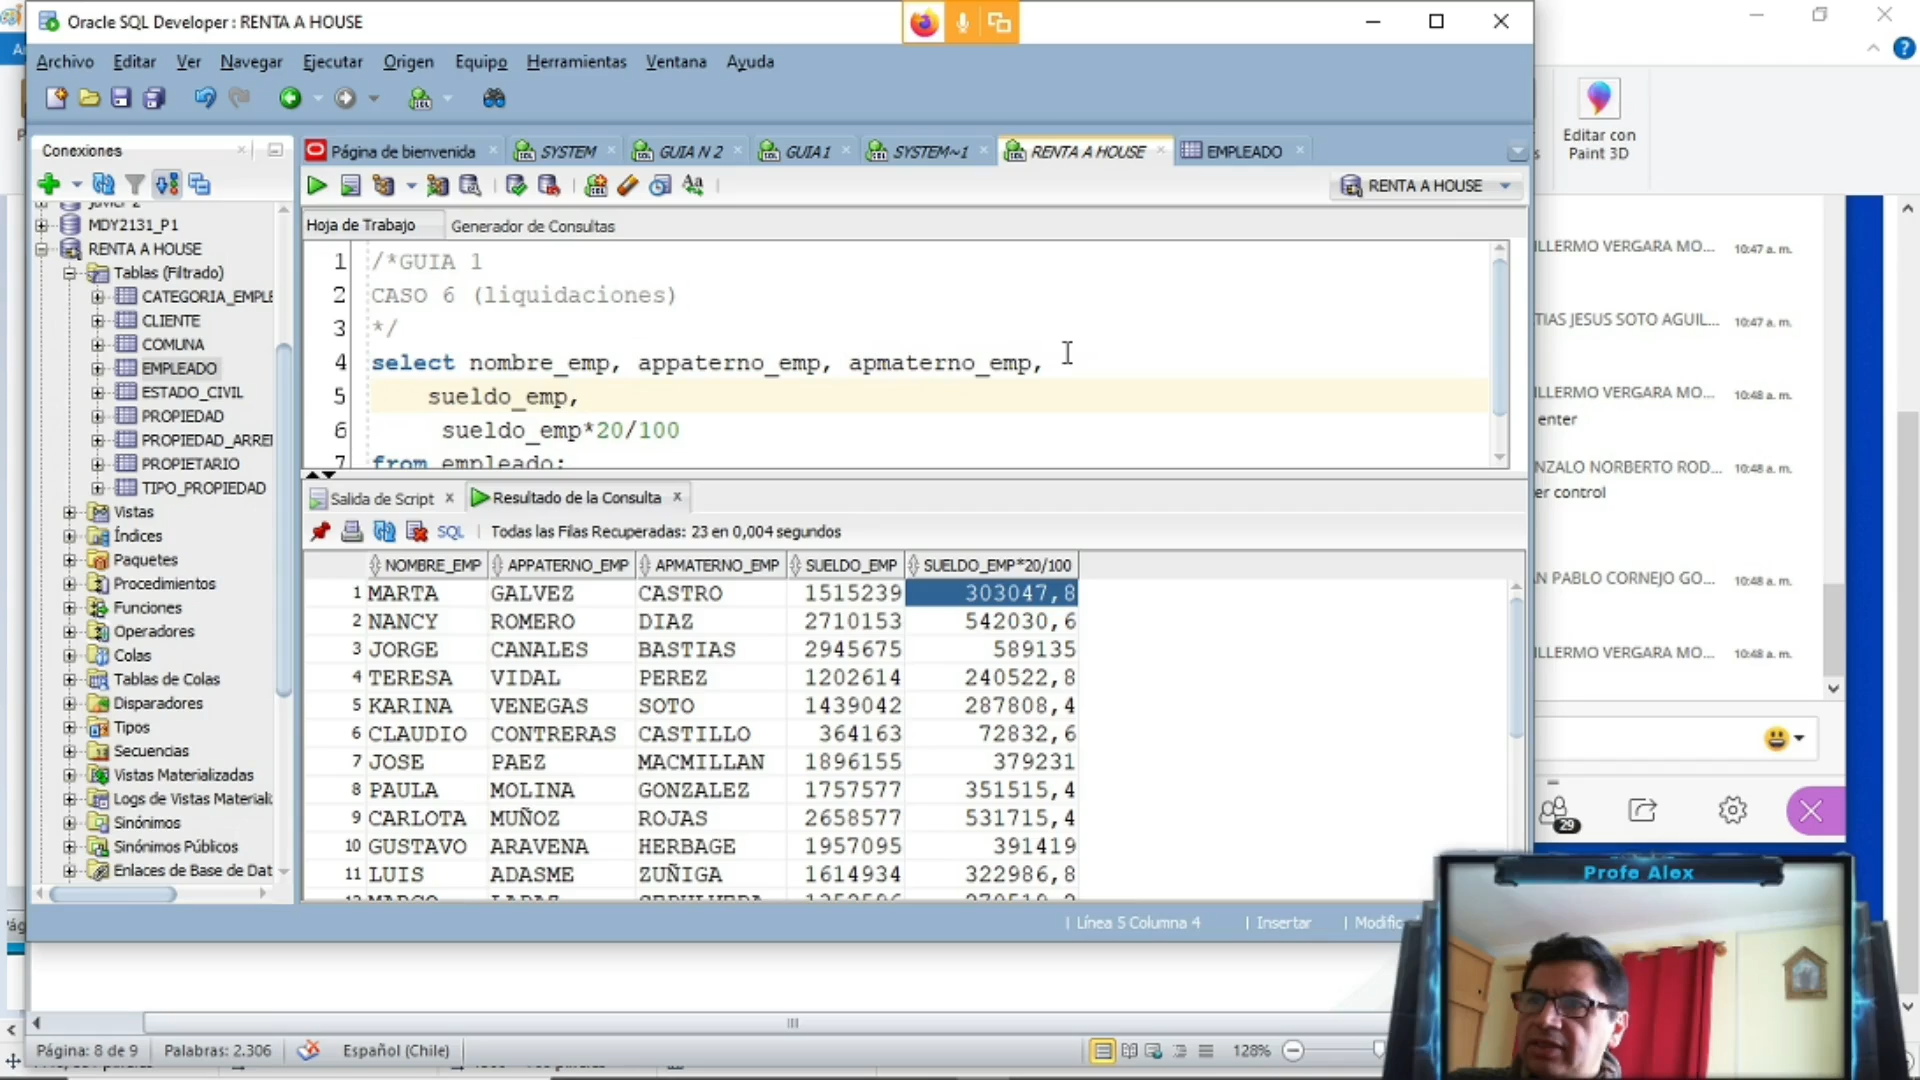 Oracle SQL Developer : RENTA A HOUSE
Archivo Editar Ver Navegar Ejecutar Origen Equipo Herramientas Ventana Ayuda
Editar con
Paint 3D
Conexiones
Página de bienvenida SYSTEM GUIA N 2 GUIA1 SYSTEM~1 RENTA A HOUSE EMPLEADO
RENTA A HOUSE
Hoja de Trabajo Generador de Consultas
MDY2131_P1
RENTA A HOUSE
Tablas (Filtrado)
CATEGORIA_EMPLE
CLIENTE
COMUNA
EMPLEADO
ESTADO_CIVIL
PROPIEDAD
PROPIEDAD_ARREI
PROPIETARIO
TIPO_PROPIEDAD
Vistas
Índices
Paquetes
Procedimientos
Funciones
Operadores
Colas
Tablas de Colas
Disparadores
Tipos
Secuencias
Vistas Materializadas
Logs de Vistas Materiali
Sinónimos
Sinónimos Públicos
Enlaces de Base de Dat
1 /*GUIA 1
2 CASO 6 (liquidaciones)
3 */
4 select nombre_emp, appaterno_emp, apmaterno_emp,
5 sueldo_emp,
6 sueldo_emp*20/100
7 from empleado;
Salida de Script Resultado de la Consulta
SQL Todas las Filas Recuperadas: 23 en 0,004 segundos
NOMBRE_EMP APPATERNO_EMP APMATERNO_EMP SUELDO_EMP SUELDO_EMP*20/100
1 MARTA GALVEZ CASTRO 1515239 303047,8
2 NANCY ROMERO DIAZ 2710153 542030,6
3 JORGE CANALES BASTIAS 2945675 589135
4 TERESA VIDAL PEREZ 1202614 240522,8
5 KARINA VENEGAS SOTO 1439042 287808,4
6 CLAUDIO CONTRERAS CASTILLO 364163 72832,6
7 JOSE PAEZ MACMILLAN 1896155 379231
8 PAULA MOLINA GONZALEZ 1757577 351515,4
9 CARLOTA MUÑOZ ROJAS 2658577 531715,4
10 GUSTAVO ARAVENA HERBAGE 1957095 391419
11 LUIS ADASME ZUÑIGA 1614934 322986,8
Línea 5 Columna 4 Insertar Modific
ILLERMO VERGARA MO... 10:47 a. m.
TIAS JESUS SOTO AGUIL... 10:47 a. m.
ILLERMO VERGARA MO... 10:48 a. m.
enter
NZALO NORBERTO ROD... 10:48 a. m.
er control
N PABLO CORNEJO GO... 10:48 a. m.
ILLERMO VERGARA MO... 10:48 a. m.
29
Profe Alex
Página: 8 de 9 Palabras: 2.306 Español (Chile) 128%